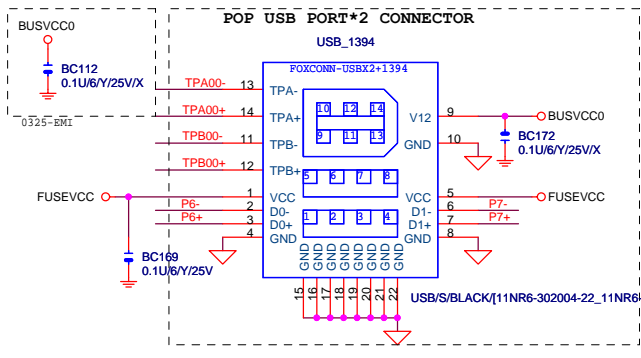 POP USB PORT*2 CONNECTOR
BUSVCC0
USB_1394
BC112
0.1U/6/Y/25V/X
0325-EMI
FOXCONN-USBX2+1394
TPA00- 13 TPA-
TPA00+ 14 TPA+
TPB00- 11 TPB-
TPB00+ 12 TPB+
10 12 14
9 11 13
V12 9 BUSVCC0
GND 10
BC172
0.1U/6/Y/25V/X
5 6 7 8
FUSEVCC 1 VCC
P6- 2 D0-
P6+ 3 D0+
4 GND
1 2 3 4
VCC 5 FUSEVCC
D1- 6 P7-
D1+ 7 P7+
GND 8
BC169
0.1U/6/Y/25V
GND GND GND GND GND GND GND GND
15 16 17 18 19 20 21 22
USB/S/BLACK/[11NR6-302004-22_11NR6-